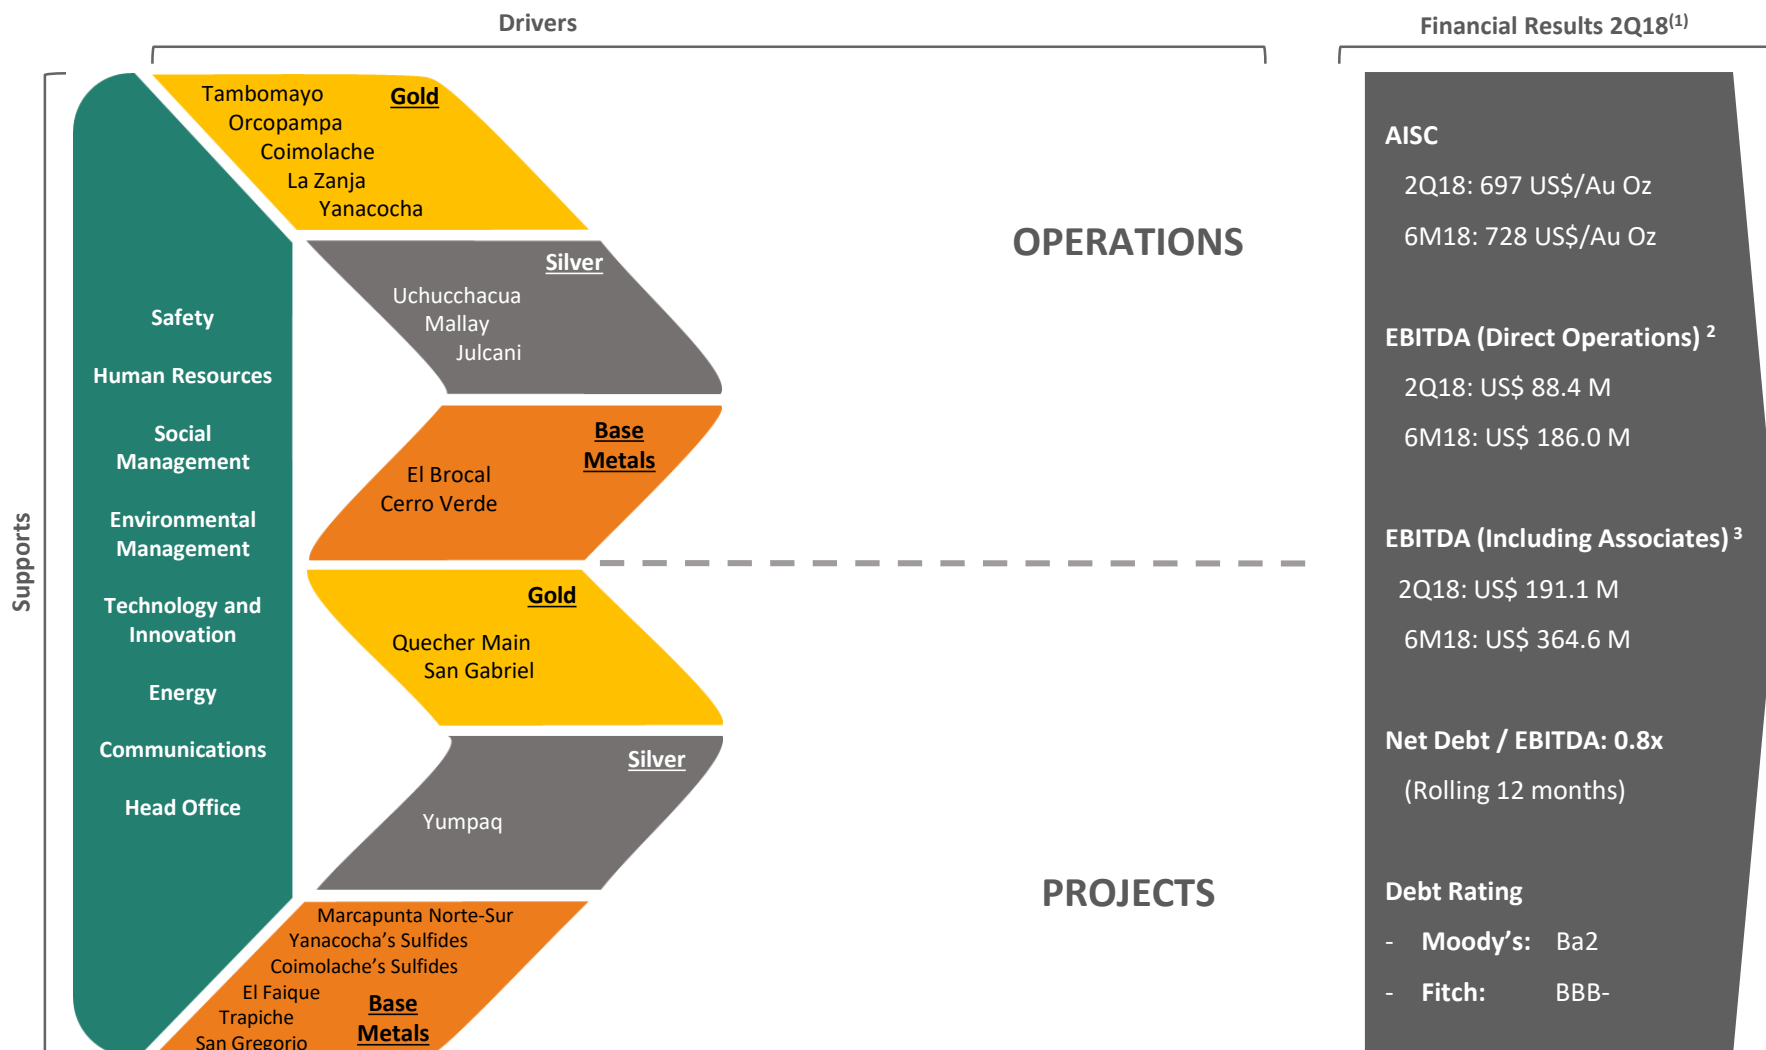 Drivers
Financial Results 2Q18(1)
Supports
Safety
Human Resources
Social
Management
Environmental
Management
Technology and
Innovation
Energy
Communications
Head Office
Gold
Tambomayo
Orcopampa
Coimolache
La Zanja
Yanacocha
Silver
Uchucchacua
Mallay
Julcani
Base
Metals
El Brocal
Cerro Verde
OPERATIONS
Gold
Quecher Main
San Gabriel
Silver
Yumpaq
Marcapunta Norte-Sur
Yanacocha’s Sulfides
Coimolache’s Sulfides
El Faique
Trapiche
San Gregorio
Base
Metals
PROJECTS
AISC
2Q18: 697 US$/Au Oz
6M18: 728 US$/Au Oz
EBITDA (Direct Operations) 2
2Q18: US$ 88.4 M
6M18: US$ 186.0 M
EBITDA (Including Associates) 3
2Q18: US$ 191.1 M
6M18: US$ 364.6 M
Net Debt / EBITDA: 0.8x
(Rolling 12 months)
Debt Rating
- Moody’s: Ba2
- Fitch: BBB-